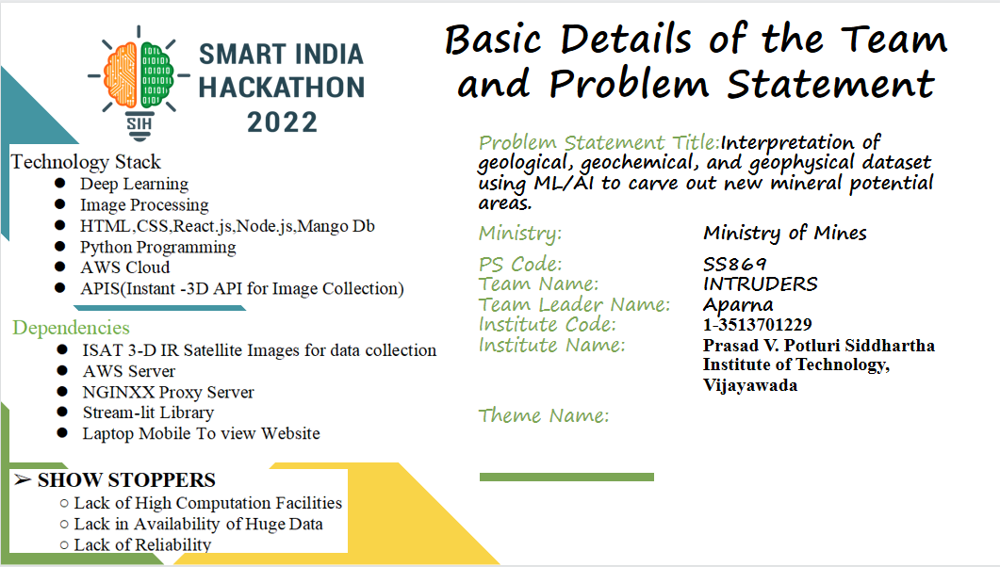 SMART INDIA
HACKATHON
2022
SIH
Basic Details of the Team
and Problem Statement
Technology Stack
● Deep Learning
● Image Processing
● HTML,CSS,React.js,Node.js,Mango Db
● Python Programming
● AWS Cloud
● APIS(Instant -3D API for Image Collection)
Dependencies
● ISAT 3-D IR Satellite Images for data collection
● AWS Server
● NGINXX Proxy Server
● Stream-lit Library
● Laptop Mobile To view Website
➢ SHOW STOPPERS
○ Lack of High Computation Facilities
○ Lack in Availability of Huge Data
○ Lack of Reliability
Problem Statement Title:Interpretation of
geological, geochemical, and geophysical dataset
using ML/AI to carve out new mineral potential
areas.
Ministry: Ministry of Mines
PS Code: SS869
Team Name: INTRUDERS
Team Leader Name: Aparna
Institute Code: 1-3513701229
Institute Name: Prasad V. Potluri Siddhartha
Institute of Technology,
Vijayawada
Theme Name: